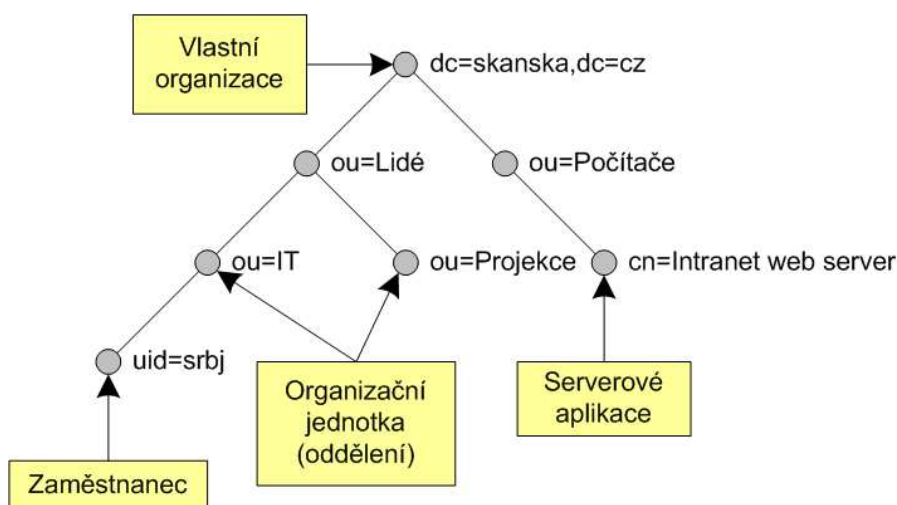 Vlastní
organizace
dc=skanska,dc=cz
ou=Lidé
ou=Počítače
ou=IT
ou=Projekce
cn=Intranet web server
uid=srbj
Organizační
jednotka
(oddělení)
Serverové
aplikace
Zaměstnanec